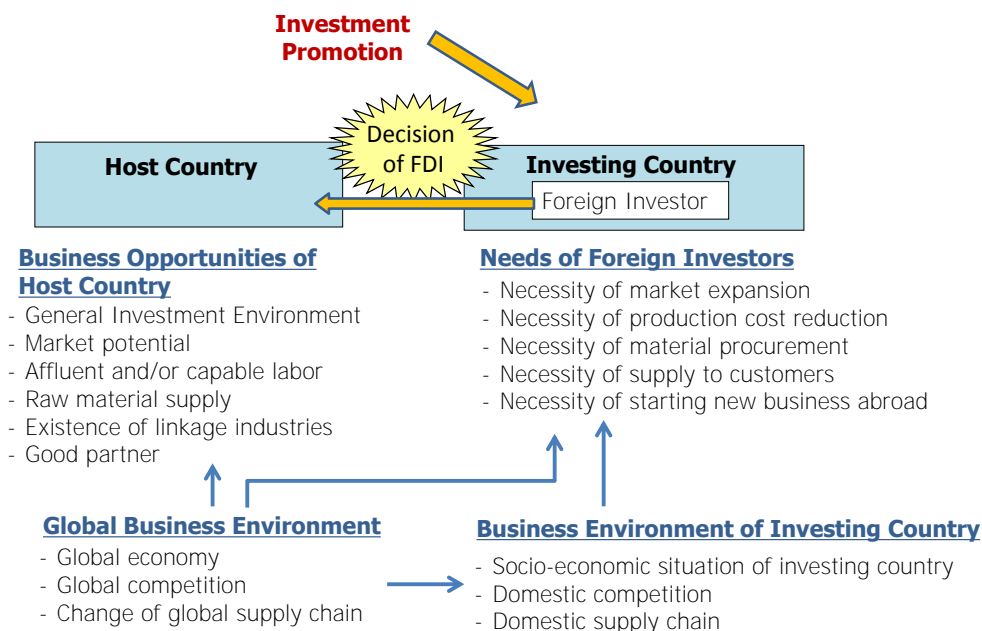 Investment
Promotion
Decision
of FDI
Host Country
Investing Country
Foreign Investor
Business Opportunities of
Host Country
- General Investment Environment
- Market potential
- Affluent and/or capable labor
- Raw material supply
- Existence of linkage industries
- Good partner
Needs of Foreign Investors
- Necessity of market expansion
- Necessity of production cost reduction
- Necessity of material procurement
- Necessity of supply to customers
- Necessity of starting new business abroad
Global Business Environment
- Global economy
- Global competition
- Change of global supply chain
Business Environment of Investing Country
- Socio-economic situation of investing country
- Domestic competition
- Domestic supply chain